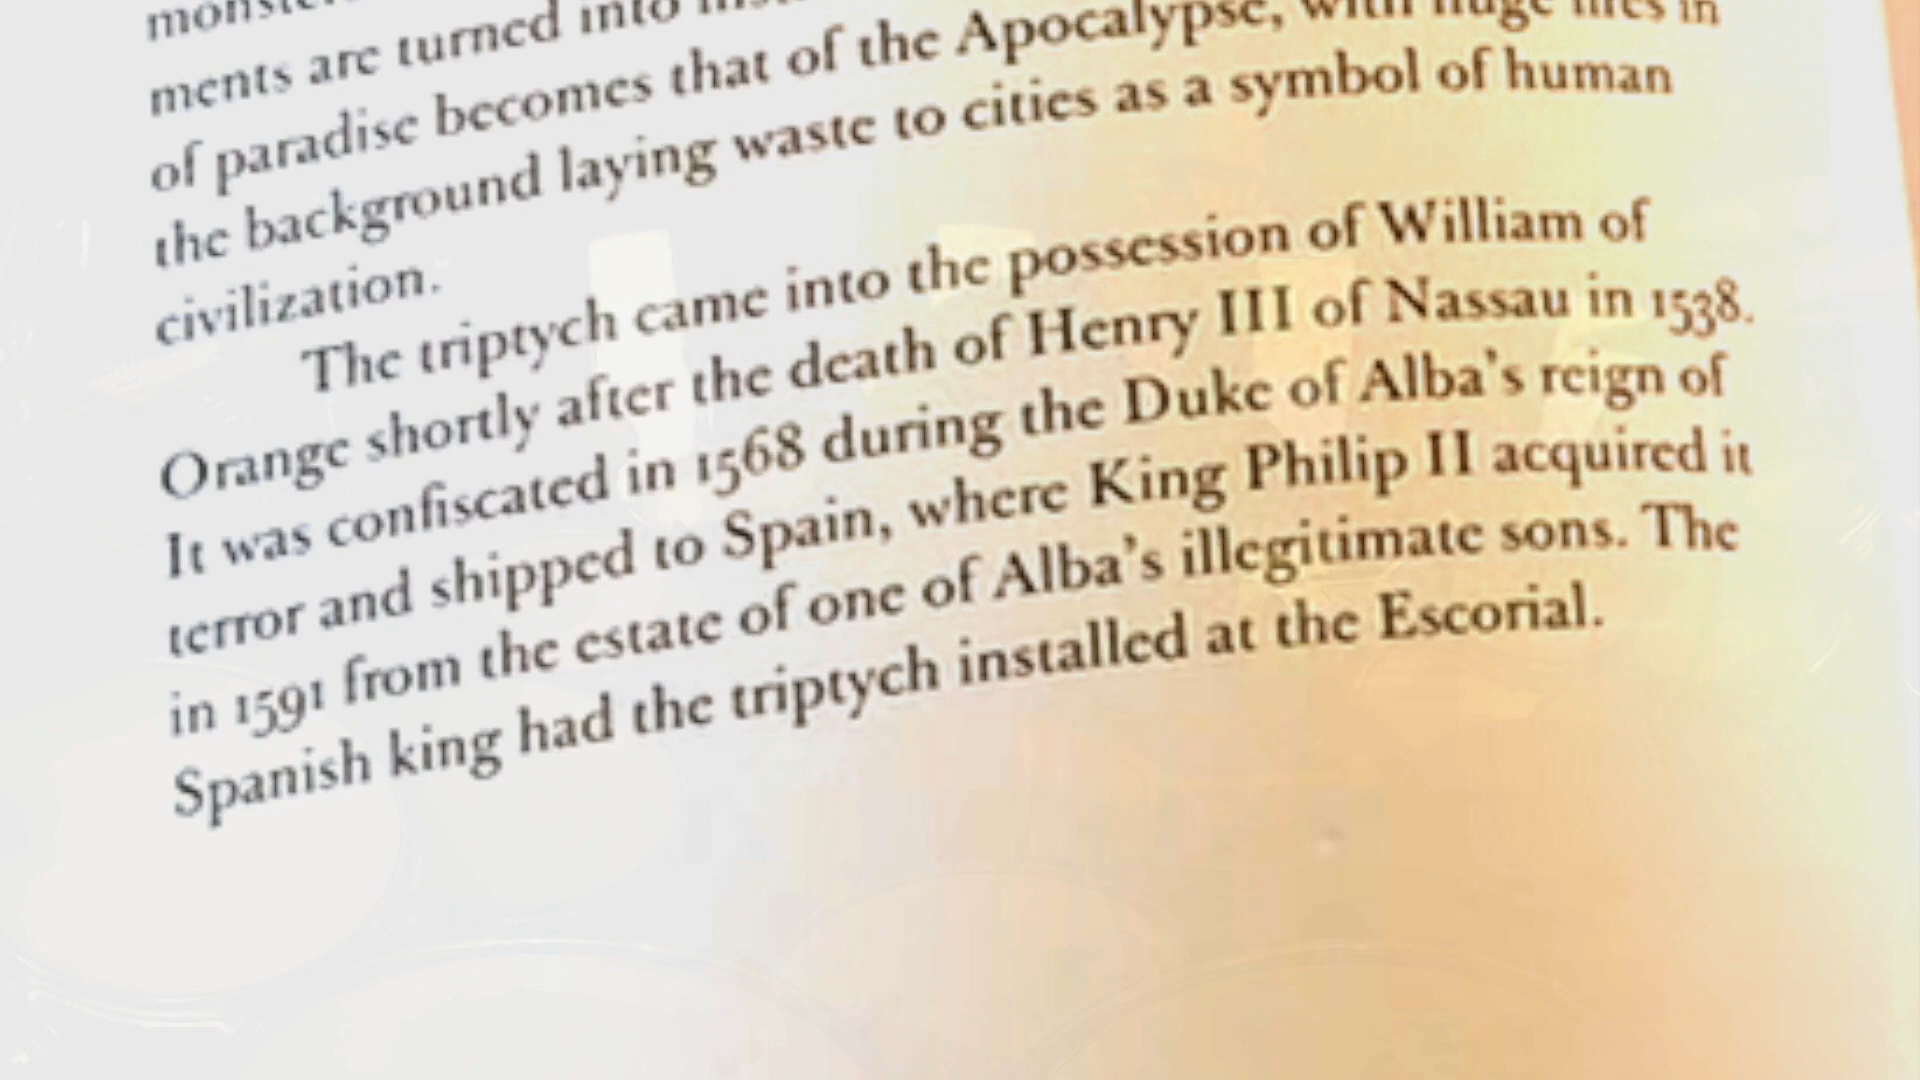 ments are turned into
of paradise becomes that of the Apocalypse, with huge fires in
the background laying waste to cities as a symbol of human
civilization.
The triptych came into the possession of William of
Orange shortly after the death of Henry III of Nassau in 1538.
It was confiscated in 1568 during the Duke of Alba's reign of
terror and shipped to Spain, where King Philip II acquired it
in 1591 from the estate of one of Alba's illegitimate sons. The
Spanish king had the triptych installed at the Escorial.